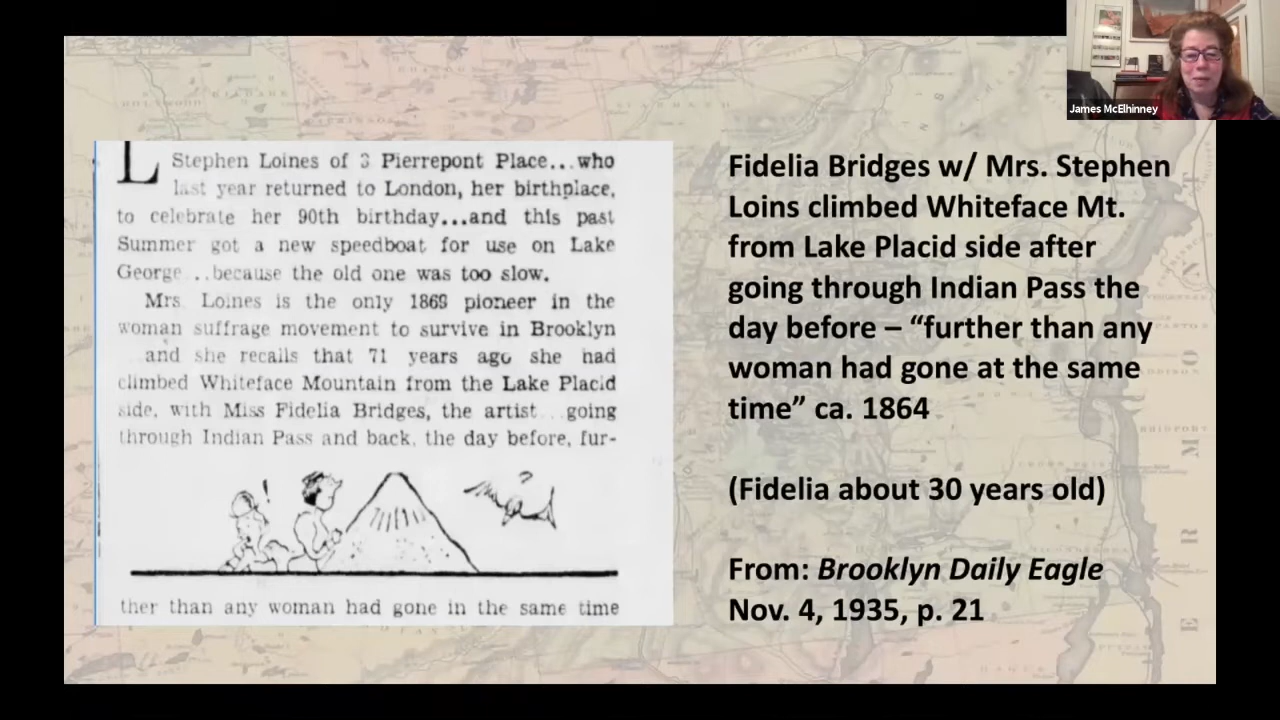 James McElhinney
L
Stephen Loines of 3 Pierrepont Place...who
last year returned to London, her birthplace,
to celebrate her 90th birthday...and this past
Summer got a new speedboat for use on Lake
George ...because the old one was too slow.
Mrs. Loines is the only 1869 pioneer in the
woman suffrage movement to survive in Brooklyn
and she recalls that 71 years ago she had
climbed Whiteface Mountain from the Lake Placid
side, with Miss Fidelia Bridges, the artist...going
through Indian Pass and back, the day before, fur-
ther than any woman had gone in the same time
Fidelia Bridges w/ Mrs. Stephen
Loins climbed Whiteface Mt.
from Lake Placid side after
going through Indian Pass the
day before – “further than any
woman had gone at the same
time” ca. 1864
(Fidelia about 30 years old)
From: Brooklyn Daily Eagle
Nov. 4, 1935, p. 21